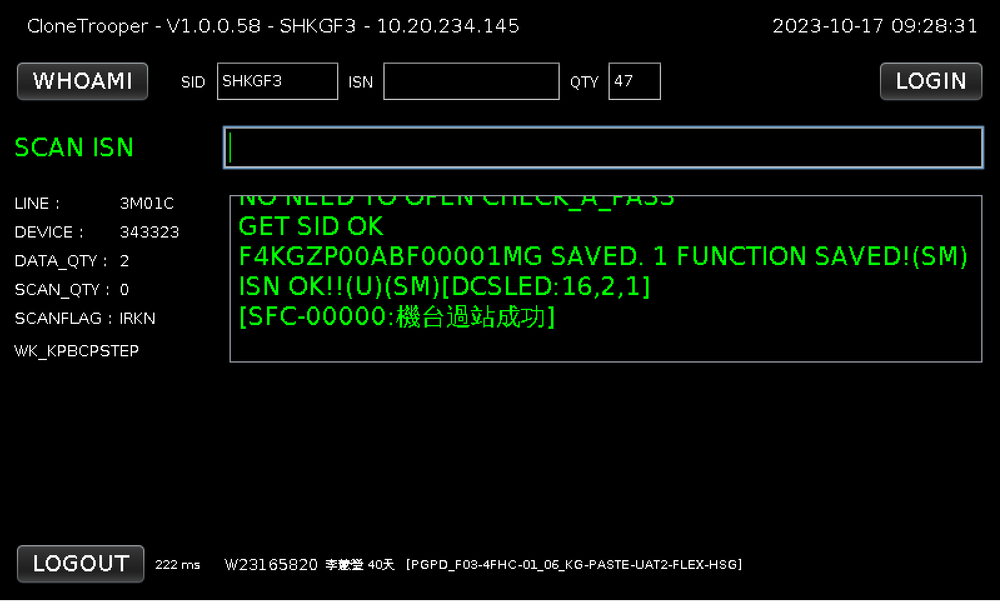 CloneTrooper - V1.0.0.58 - SHKGF3 - 10.20.234.145 2023-10-17 09:28:31
WHOAMI SID SHKGF3 ISN QTY 47 LOGIN
SCAN ISN
LINE : 3M01C
DEVICE : 343323
DATA_QTY : 2
SCAN_QTY : 0
SCANFLAG : IRKN
WK_KPBCPSTEP
NO NEED TO OPEN CHECK_A_PASS
GET SID OK
F4KGZP00ABF00001MG SAVED. 1 FUNCTION SAVED!(SM)
ISN OK!!(U)(SM)[DCSLED:16,2,1]
[SFC-00000:機台過站成功]
LOGOUT 222 ms W23165820 40天 [PGPD_F03-4FHC-01_06_KG-PASTE-UAT2-FLEX-HSG]